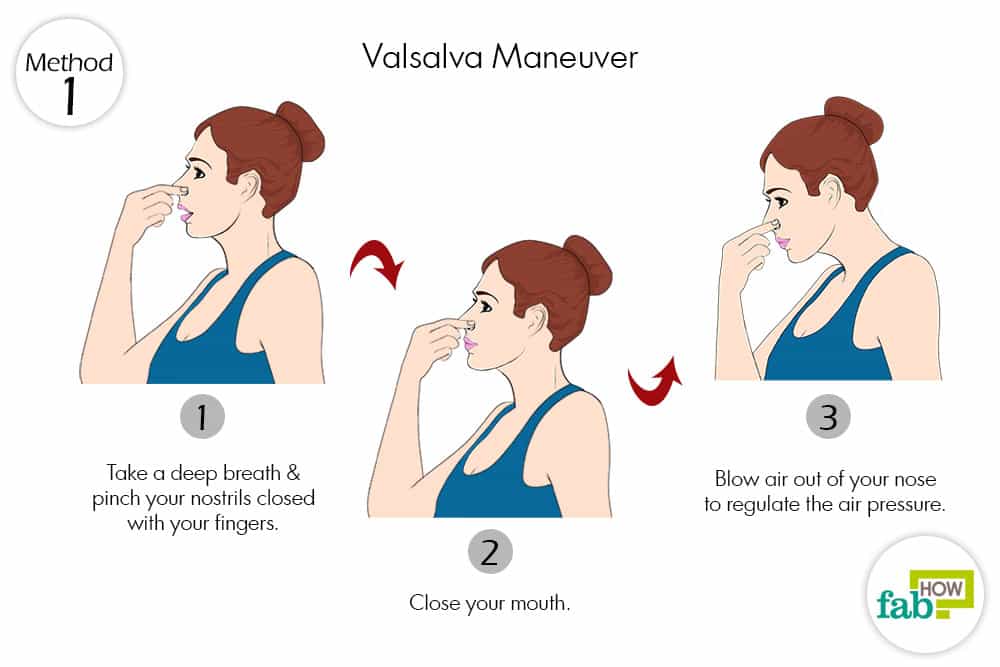 Method
1
Valsalva Maneuver
1
Take a deep breath &
pinch your nostrils closed
with your fingers.
2
Close your mouth.
3
Blow air out of your nose
to regulate the air pressure.
fab HOW